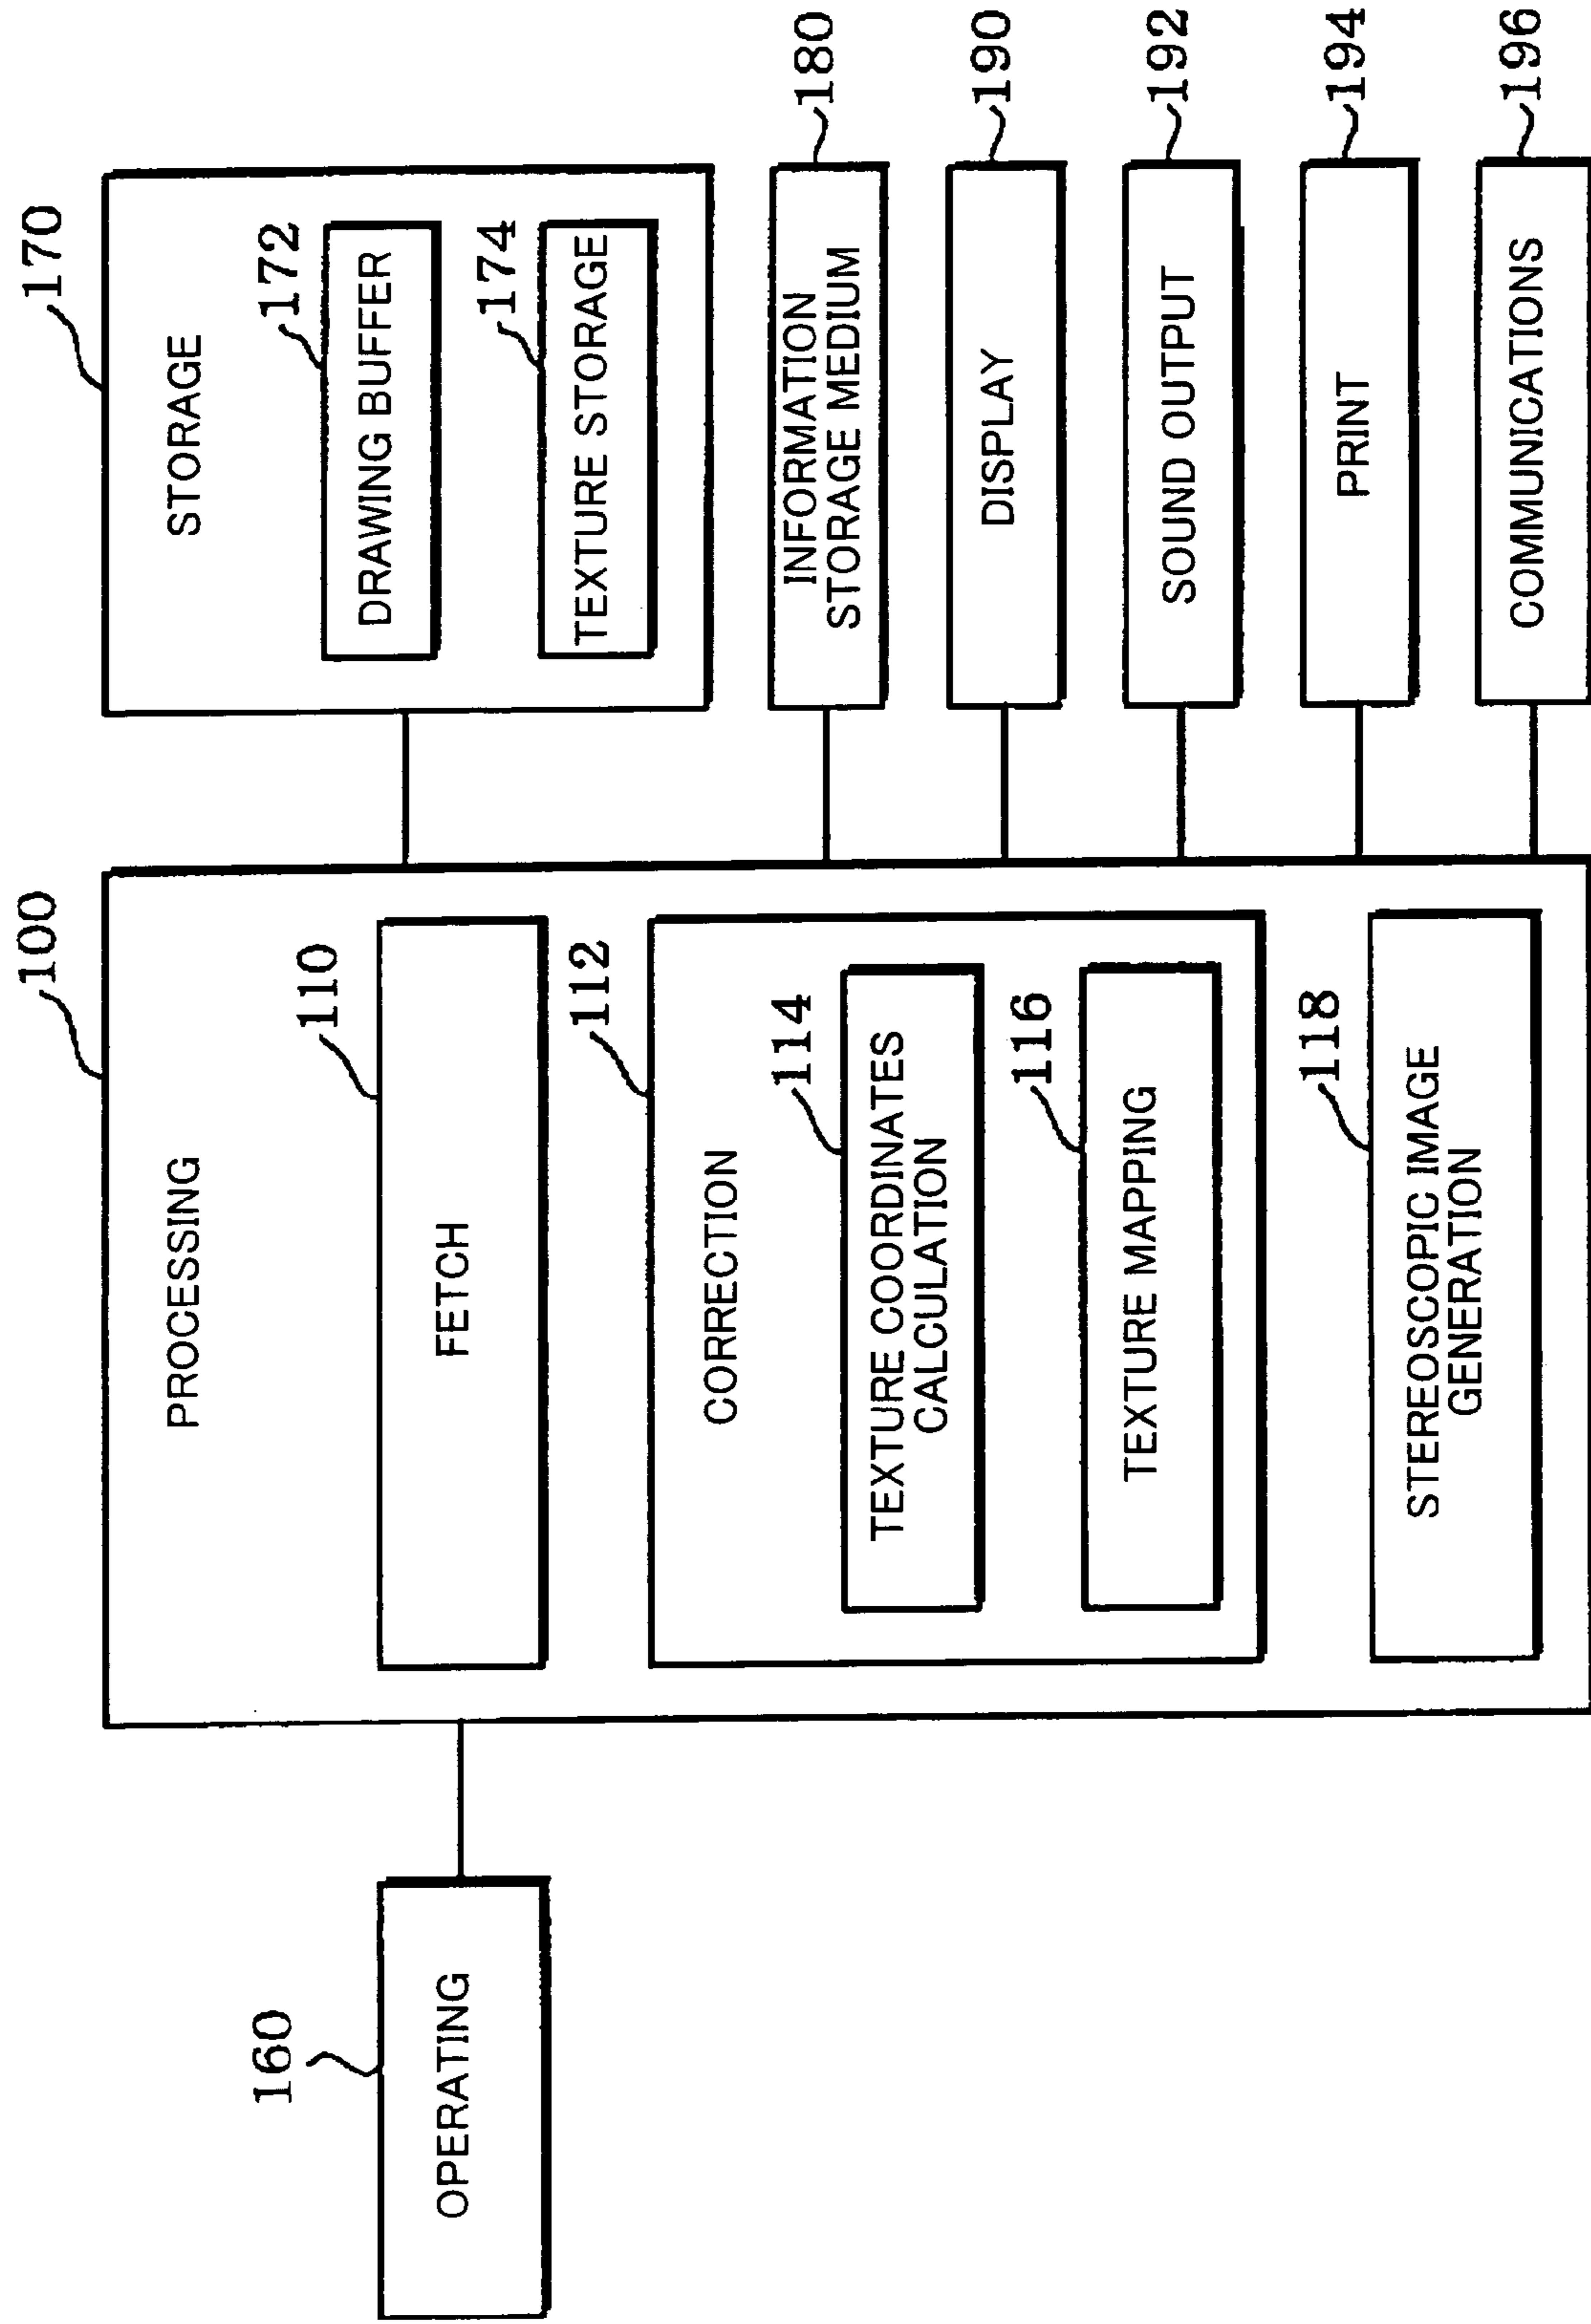 160
OPERATING
100
PROCESSING
110
FETCH
112
CORRECTION
114
TEXTURE COORDINATES
CALCULATION
116
TEXTURE MAPPING
118
STEREOSCOPIC IMAGE
GENERATION
170
STORAGE
172
DRAWING BUFFER
174
TEXTURE STORAGE
INFORMATION
STORAGE MEDIUM
180
DISPLAY
190
SOUND OUTPUT
192
PRINT
194
COMMUNICATIONS
196